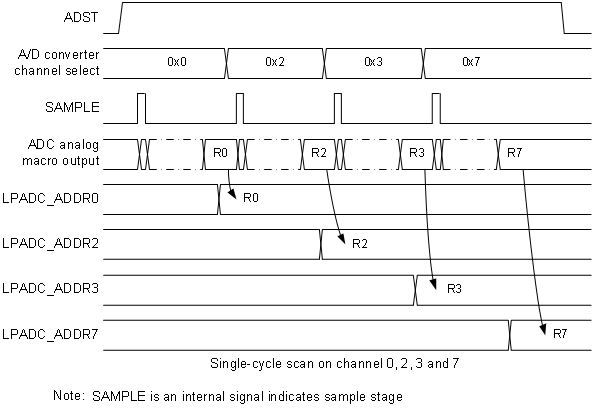 ADST
A/D converter
channel select
0x0 0x2 0x3 0x7
SAMPLE
ADC analog
macro output
R0 R2 R3 R7
LPADC_ADDR0
R0
LPADC_ADDR2
R2
LPADC_ADDR3
R3
LPADC_ADDR7
R7
Single-cycle scan on channel 0, 2, 3 and 7
Note: SAMPLE is an internal signal indicates sample stage